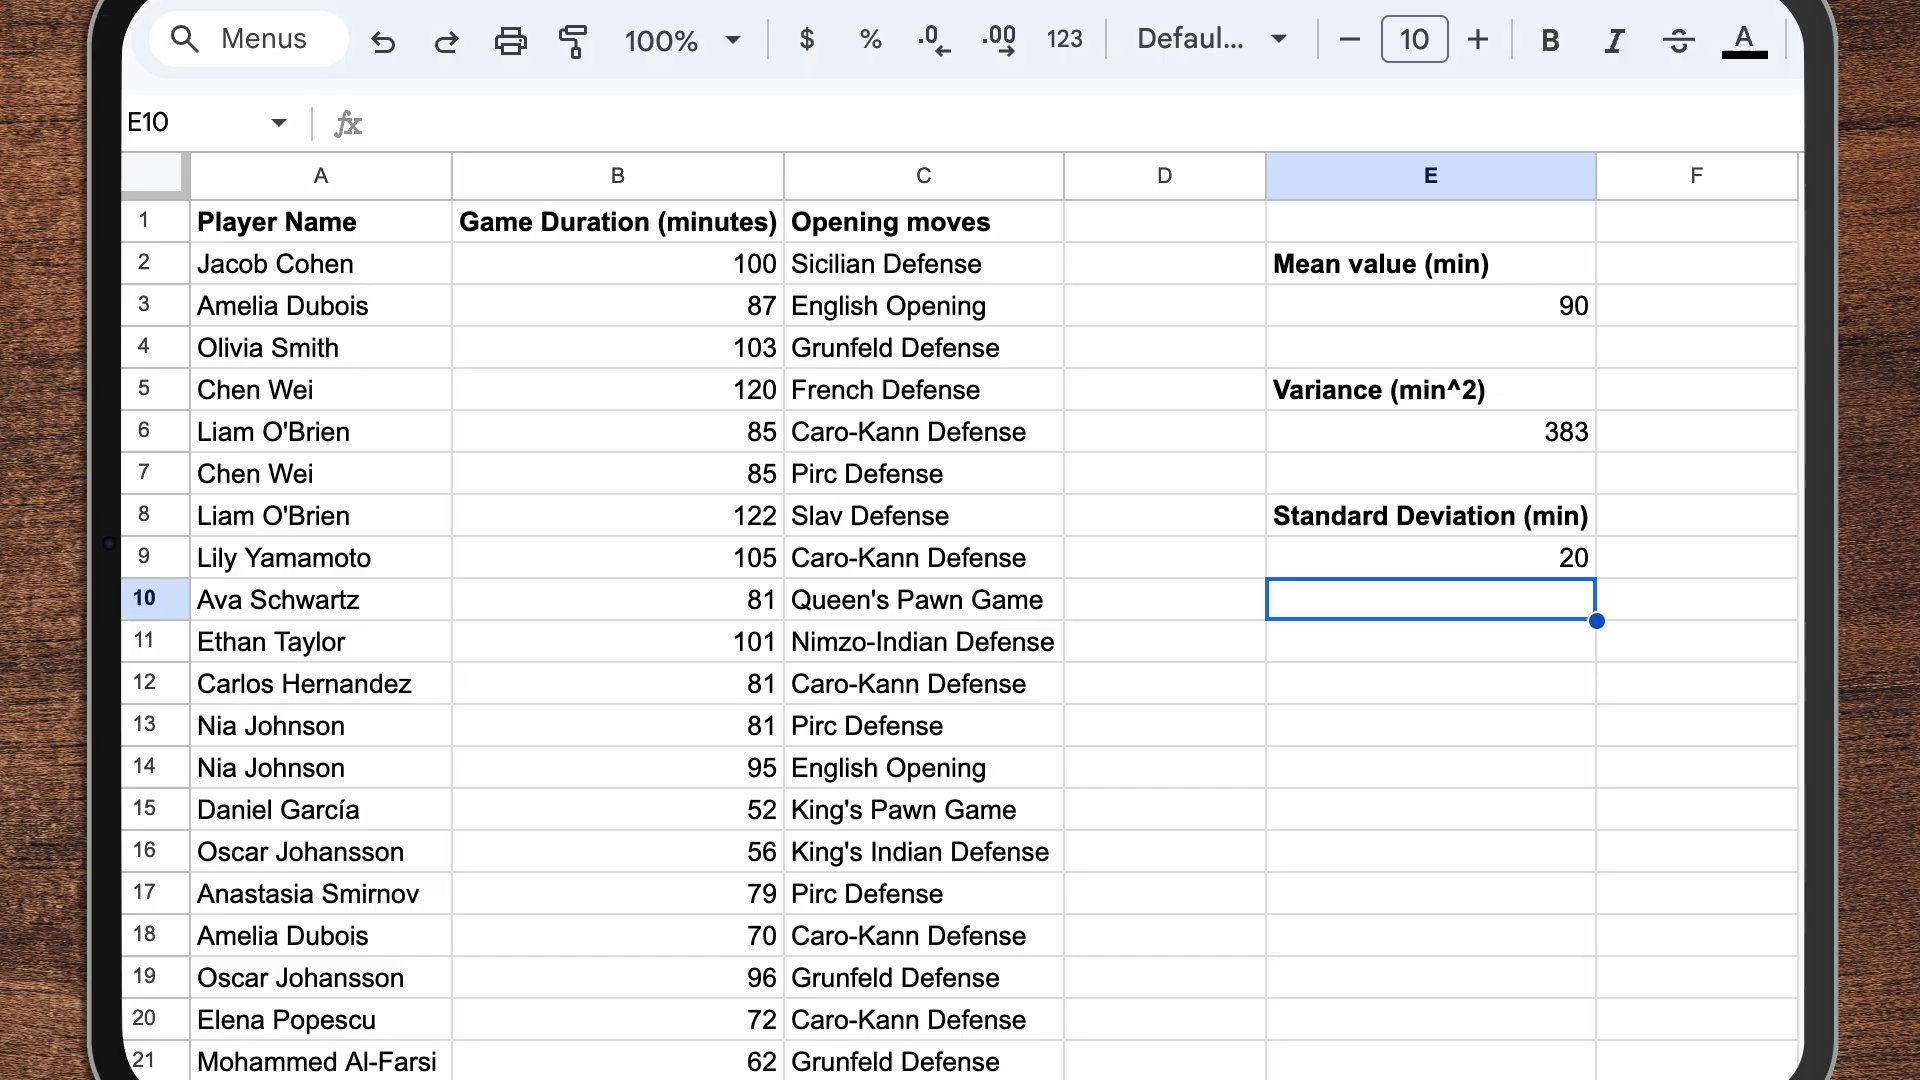 Menus 100% $ % .0 .00 123 Defaul... − 10 + B I S A
E10 fx
A B C D E F
1 Player Name Game Duration (minutes) Opening moves
2 Jacob Cohen 100 Sicilian Defense Mean value (min)
3 Amelia Dubois 87 English Opening 90
4 Olivia Smith 103 Grunfeld Defense
5 Chen Wei 120 French Defense Variance (min^2)
6 Liam O'Brien 85 Caro-Kann Defense 383
7 Chen Wei 85 Pirc Defense
8 Liam O'Brien 122 Slav Defense Standard Deviation (min)
9 Lily Yamamoto 105 Caro-Kann Defense 20
10 Ava Schwartz 81 Queen's Pawn Game
11 Ethan Taylor 101 Nimzo-Indian Defense
12 Carlos Hernandez 81 Caro-Kann Defense
13 Nia Johnson 81 Pirc Defense
14 Nia Johnson 95 English Opening
15 Daniel García 52 King's Pawn Game
16 Oscar Johansson 56 King's Indian Defense
17 Anastasia Smirnov 79 Pirc Defense
18 Amelia Dubois 70 Caro-Kann Defense
19 Oscar Johansson 96 Grunfeld Defense
20 Elena Popescu 72 Caro-Kann Defense
21 Mohammed Al-Farsi 62 Grunfeld Defense